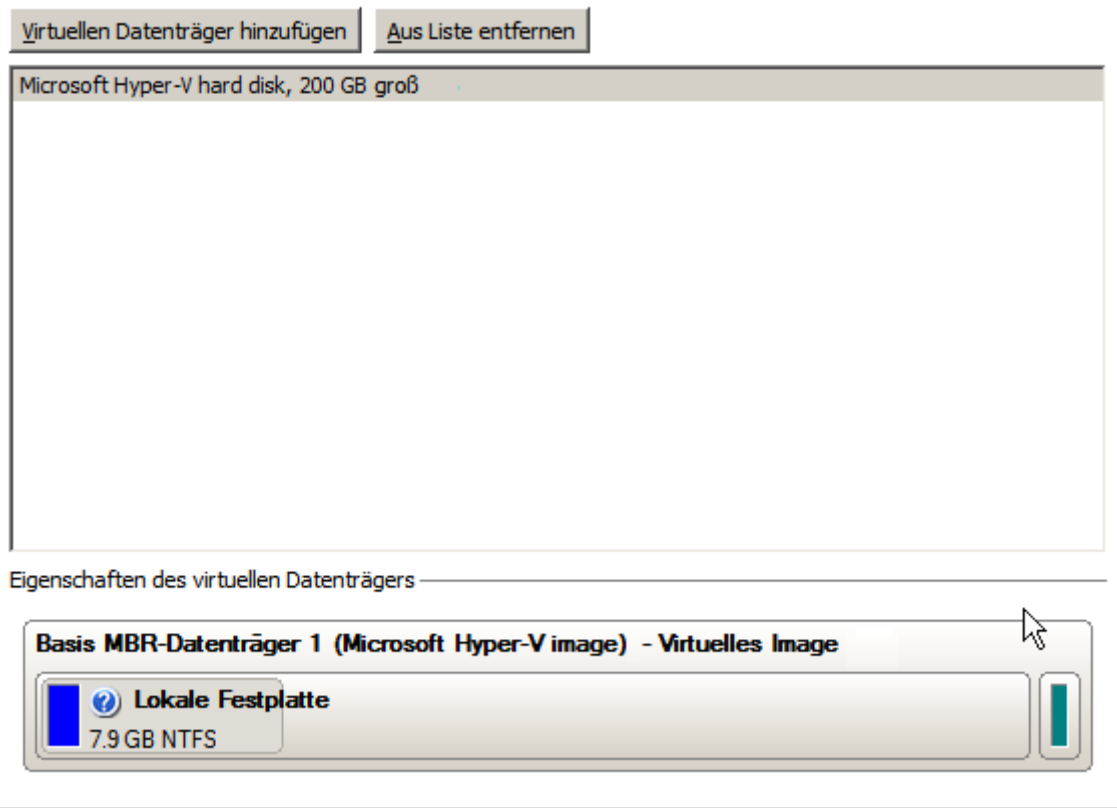 Virtuellen Datenträger hinzufügen
Aus Liste entfernen
Microsoft Hyper-V hard disk, 200 GB groß
Eigenschaften des virtuellen Datenträgers
Basis MBR-Datenträger 1 (Microsoft Hyper-V image) - Virtuelles Image
Lokale Festplatte
7.9 GB NTFS